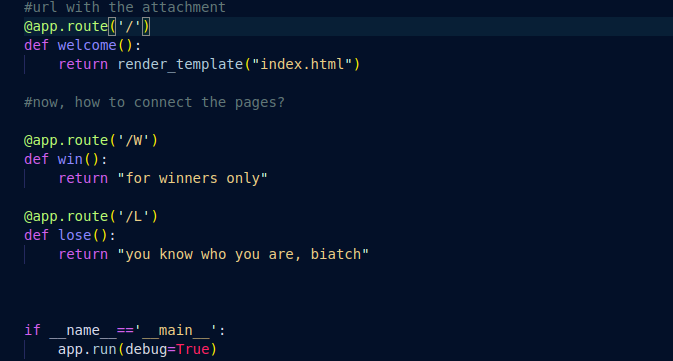 #url with the attachment
@app.route('/')
def welcome():
    return render_template("index.html")
#now, how to connect the pages?
@app.route('/W')
def win():
    return "for winners only"
@app.route('/L')
def lose():
    return "you know who you are, biatch"
if __name__=='__main__':
    app.run(debug=True)